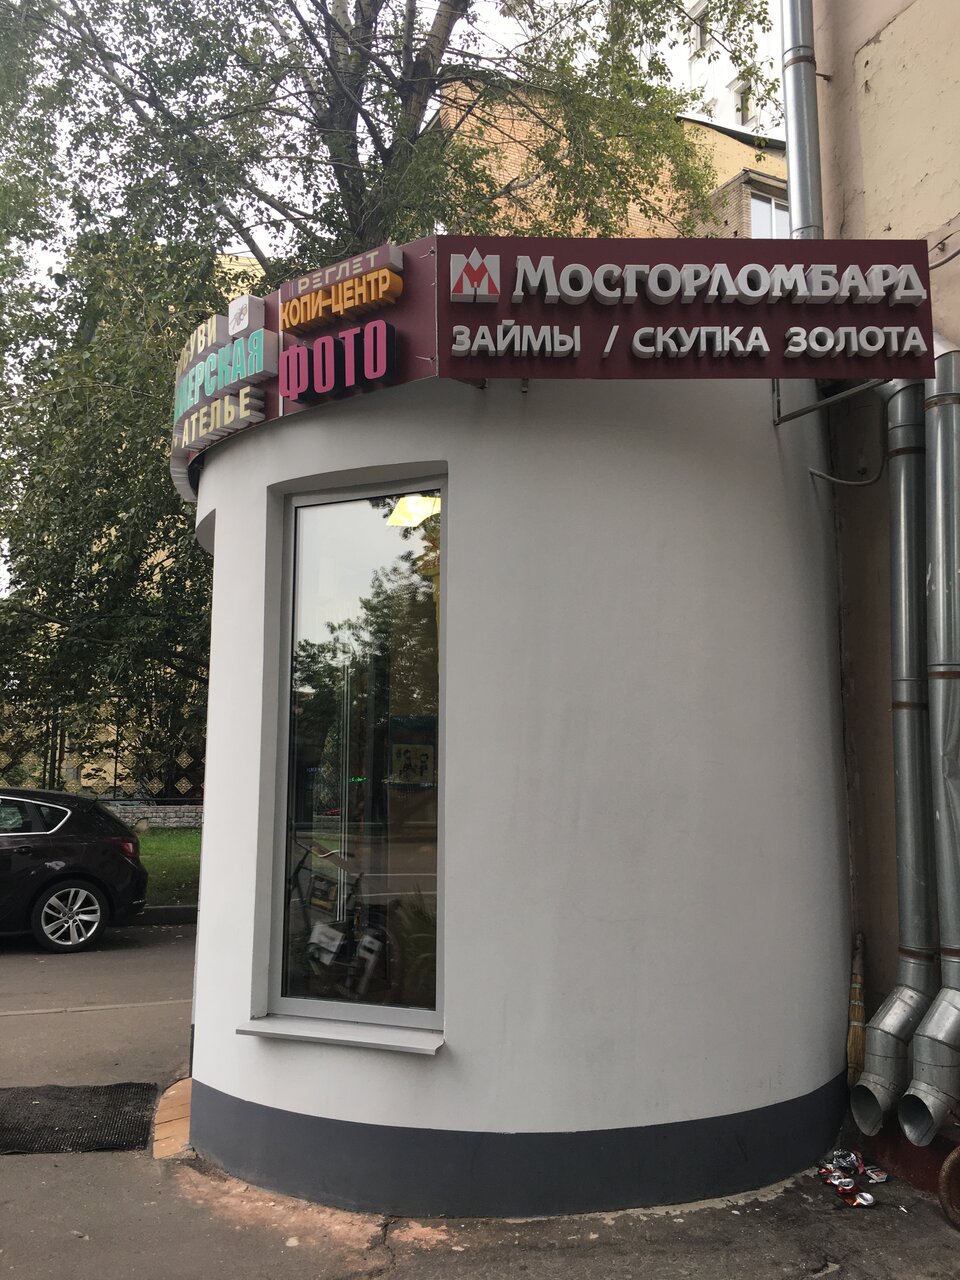 РЕГЛЕТ
КОПИ-ЦЕНТР
ФОТО
АТЕЛЬЕ
МОСГОРЛОМБАРД
ЗАЙМЫ / СКУПКА ЗОЛОТА